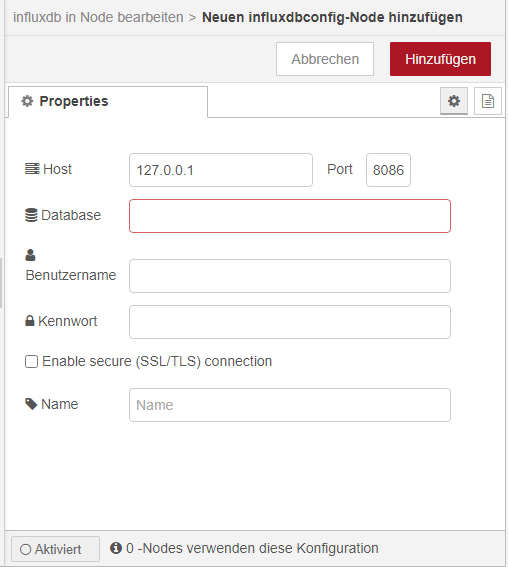 influxdb in Node bearbeiten > Neuen influxdbconfig-Node hinzufügen
Abbrechen Hinzufügen
Properties
Host 127.0.0.1 Port 8086
Database
Benutzername
Kennwort
Enable secure (SSL/TLS) connection
Name Name
Aktiviert 0 -Nodes verwenden diese Konfiguration